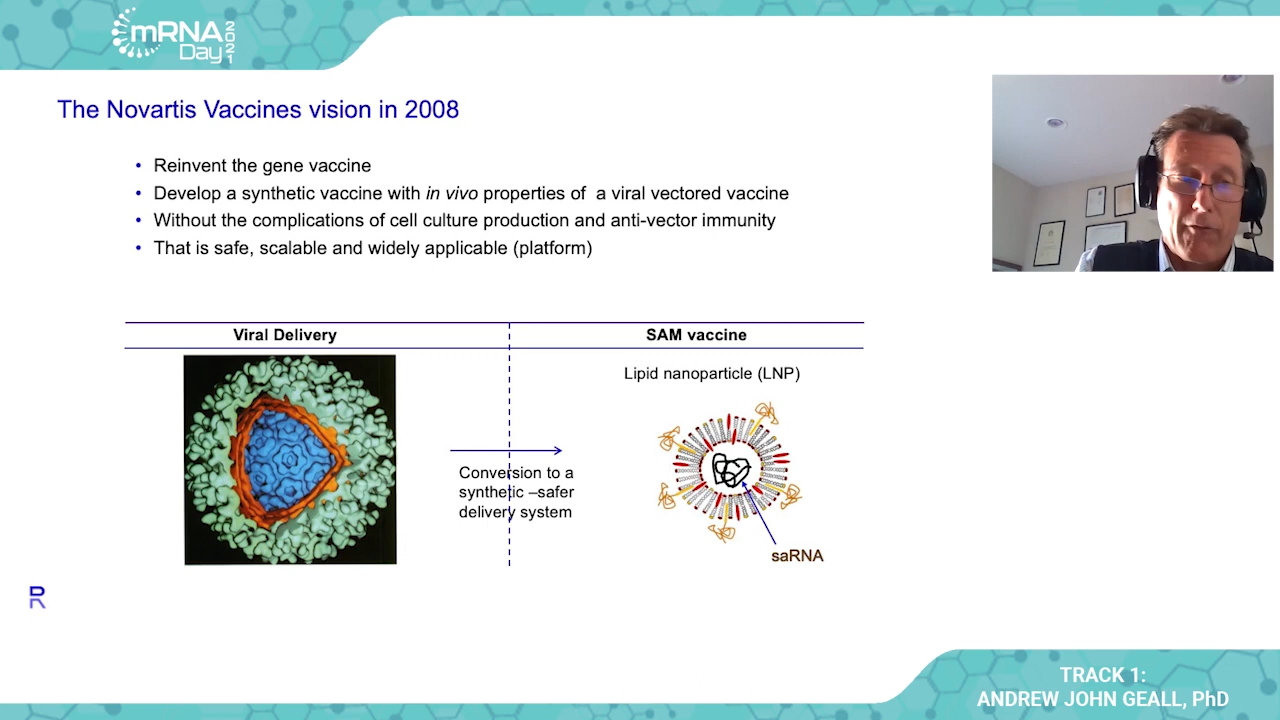 mRNA
Day
2021
The Novartis Vaccines vision in 2008
• Reinvent the gene vaccine
• Develop a synthetic vaccine with in vivo properties of a viral vectored vaccine
• Without the complications of cell culture production and anti-vector immunity
• That is safe, scalable and widely applicable (platform)
Viral Delivery
SAM vaccine
Lipid nanoparticle (LNP)
Conversion to a
synthetic –safer
delivery system
saRNA
R
TRACK 1:
ANDREW JOHN GEALL, PhD